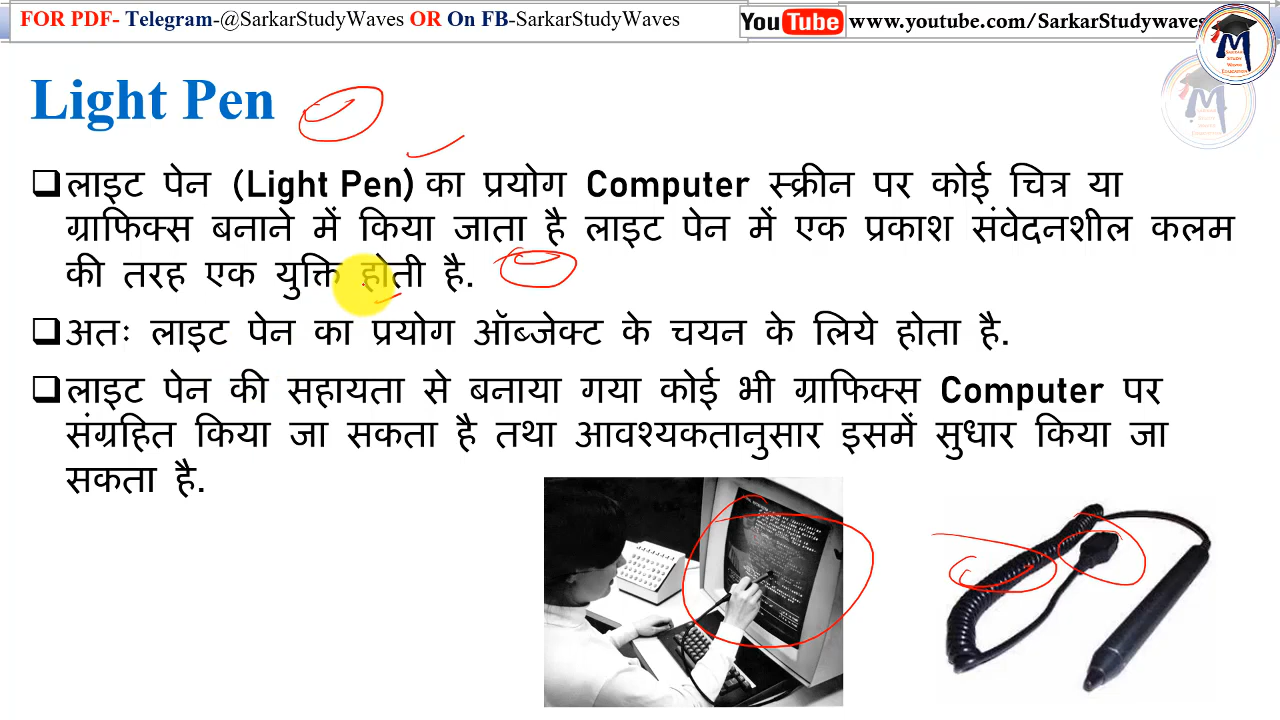 FOR PDF- Telegram-@SarkarStudyWaves OR On FB-SarkarStudyWaves
YouTube www.youtube.com/SarkarStudywaves
Light Pen
❑लाइट पेन (Light Pen) का प्रयोग Computer स्क्रीन पर कोई चित्र या
ग्राफिक्स बनाने में किया जाता है लाइट पेन में एक प्रकाश संवेदनशील कलम
की तरह एक युक्ति होती है.
❑अतः लाइट पेन का प्रयोग ऑब्जेक्ट के चयन के लिये होता है.
❑लाइट पेन की सहायता से बनाया गया कोई भी ग्राफिक्स Computer पर
संग्रहित किया जा सकता है तथा आवश्यकतानुसार इसमें सुधार किया जा
सकता है.